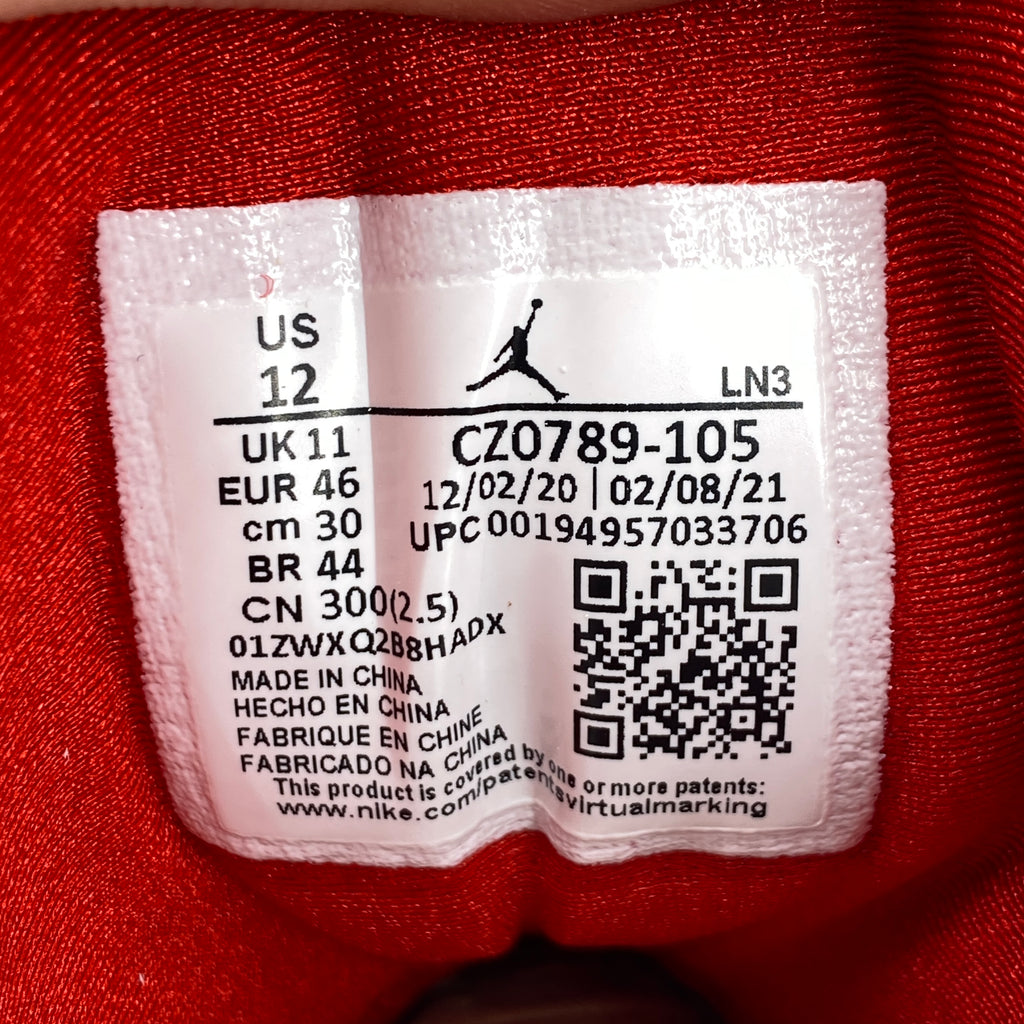 US
12
LN3
UK 11
CZ0789-105
EUR 46
12/02/20 | 02/08/21
cm 30
UPC 00194957033706
BR 44
CN 300(2.5)
01ZWXQ2B8HADX
MADE IN CHINA
HECHO EN CHINA
FABRIQUE EN CHINE
FABRICADO NA CHINA
This product is covered by one or more patents:
www.nike.com/patentsvirtualmarking